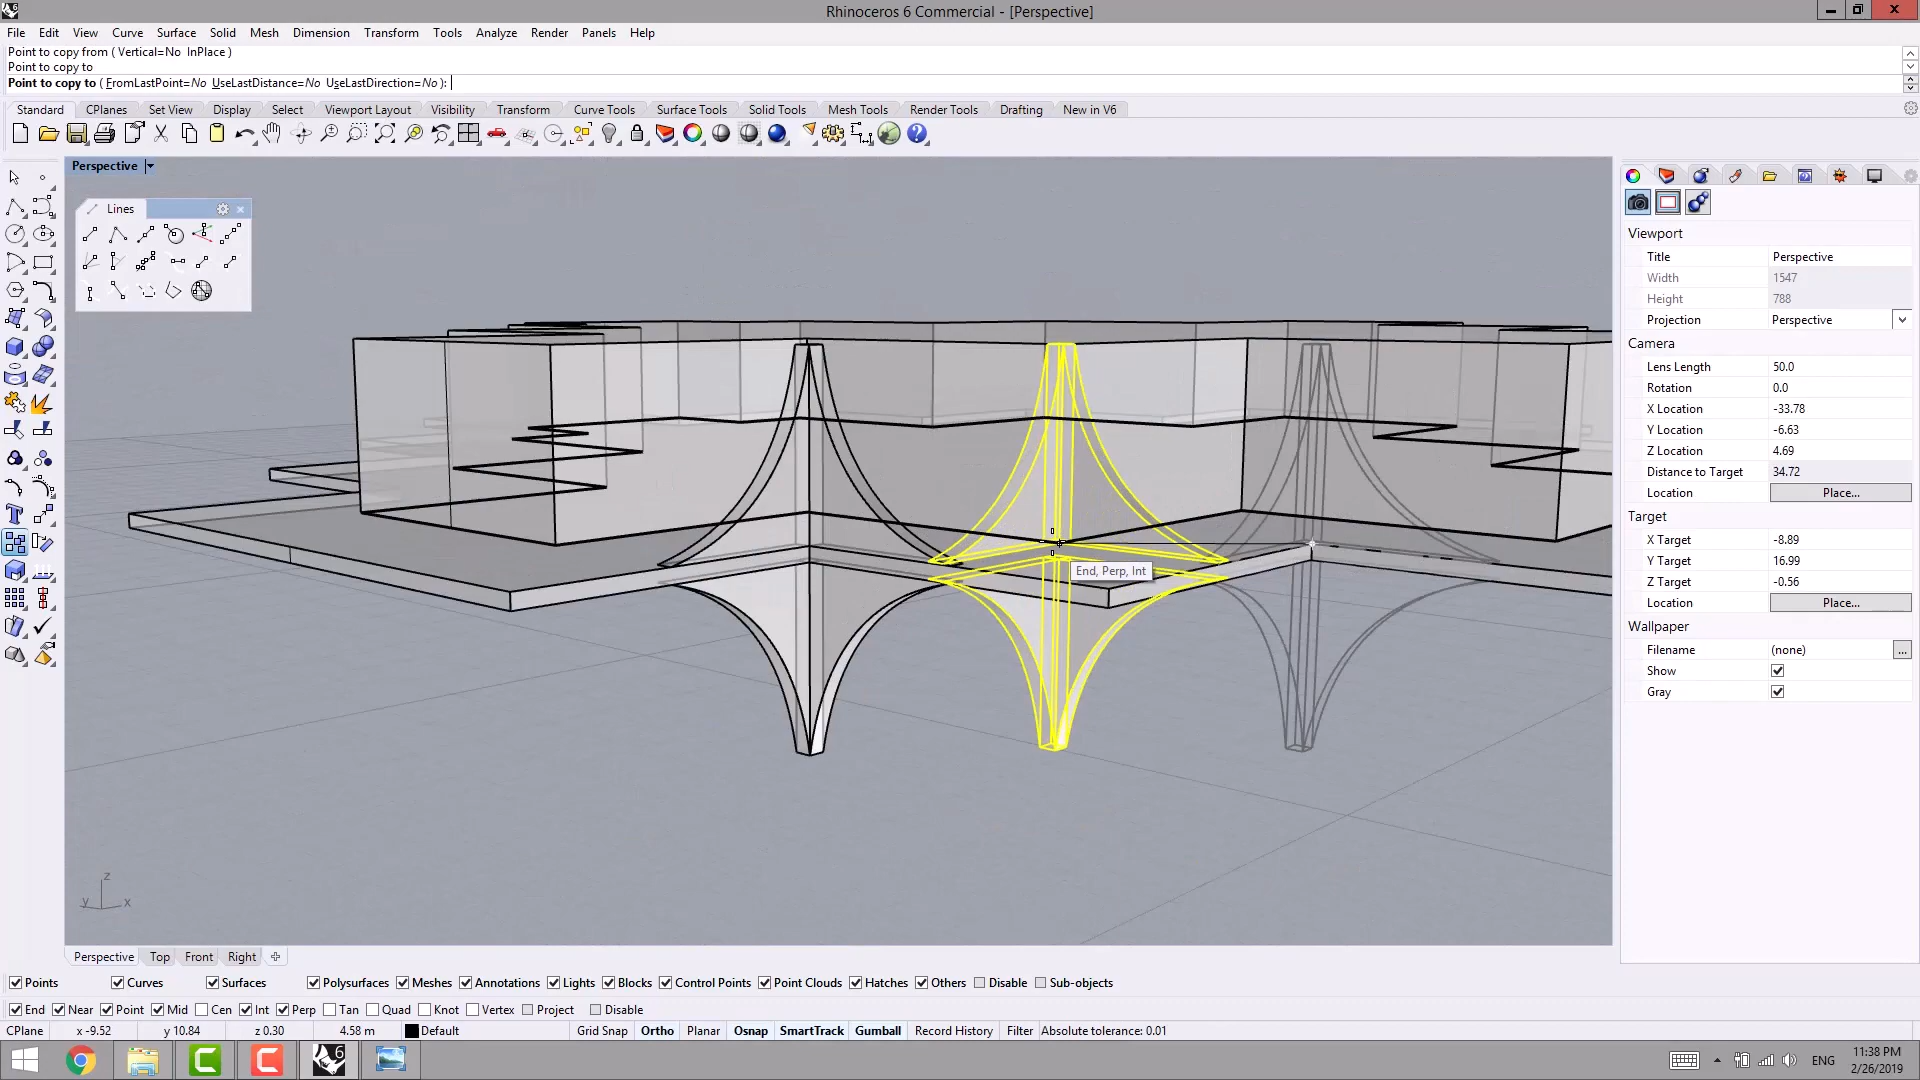 Rhinoceros 6 Commercial - [Perspective]
File Edit View Curve Surface Solid Mesh Dimension Transform Tools Analyze Render Panels Help
Point to copy from ( Vertical=No InPlace )
Point to copy to
Point to copy to ( FromLastPoint=No UseLastDistance=No UseLastDirection=No ):
Standard CPlanes Set View Display Select Viewport Layout Visibility Transform Curve Tools Surface Tools Solid Tools Mesh Tools Render Tools Drafting New in V6
Perspective
Lines
End, Perp, Int
z
y x
Viewport
Title Perspective
Width 1547
Height 788
Projection Perspective
Camera
Lens Length 50.0
Rotation 0.0
X Location -33.78
Y Location -6.63
Z Location 4.69
Distance to Target 34.72
Location Place...
Target
X Target -8.89
Y Target 16.99
Z Target -0.56
Location Place...
Wallpaper
Filename (none) ...
Show
Gray
Perspective Top Front Right
Points Curves Surfaces Polysurfaces Meshes Annotations Lights Blocks Control Points Point Clouds Hatches Others Disable Sub-objects
End Near Point Mid Cen Int Perp Tan Quad Knot Vertex Project Disable
CPlane x -9.52 y 10.84 z 0.30 4.58 m Default Grid Snap Ortho Planar Osnap SmartTrack Gumball Record History Filter Absolute tolerance: 0.01
6
ENG
11:38 PM
2/26/2019